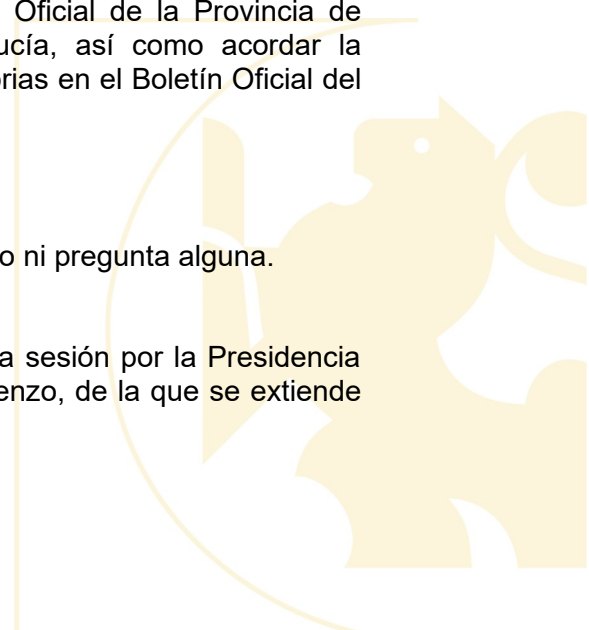 Oficial de la Provincia de
ucía, así como acordar la
rias en el Boletín Oficial del
o ni pregunta alguna.
a sesión por la Presidencia
enzo, de la que se extiende